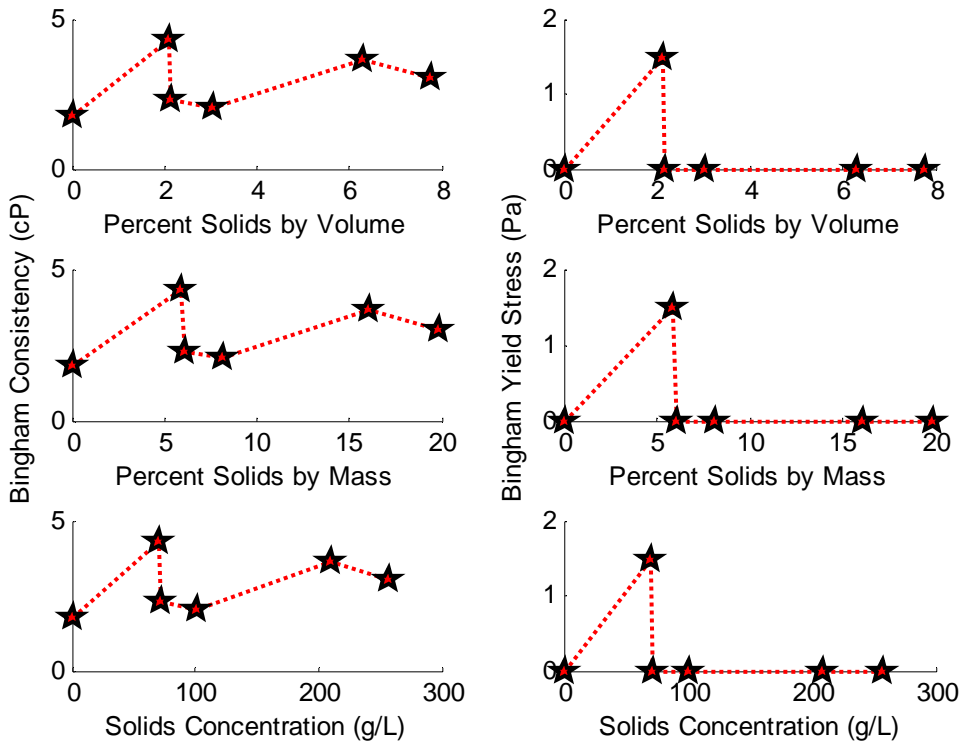 5
0
0 2 4 6 8
Percent Solids by Volume
2
1
0
0 2 4 6 8
Percent Solids by Volume
Bingham Consistency (cP)
5
0
0 5 10 15 20
Percent Solids by Mass
Bingham Yield Stress (Pa)
2
1
0
0 5 10 15 20
Percent Solids by Mass
5
0
0 100 200 300
Solids Concentration (g/L)
2
1
0
0 100 200 300
Solids Concentration (g/L)